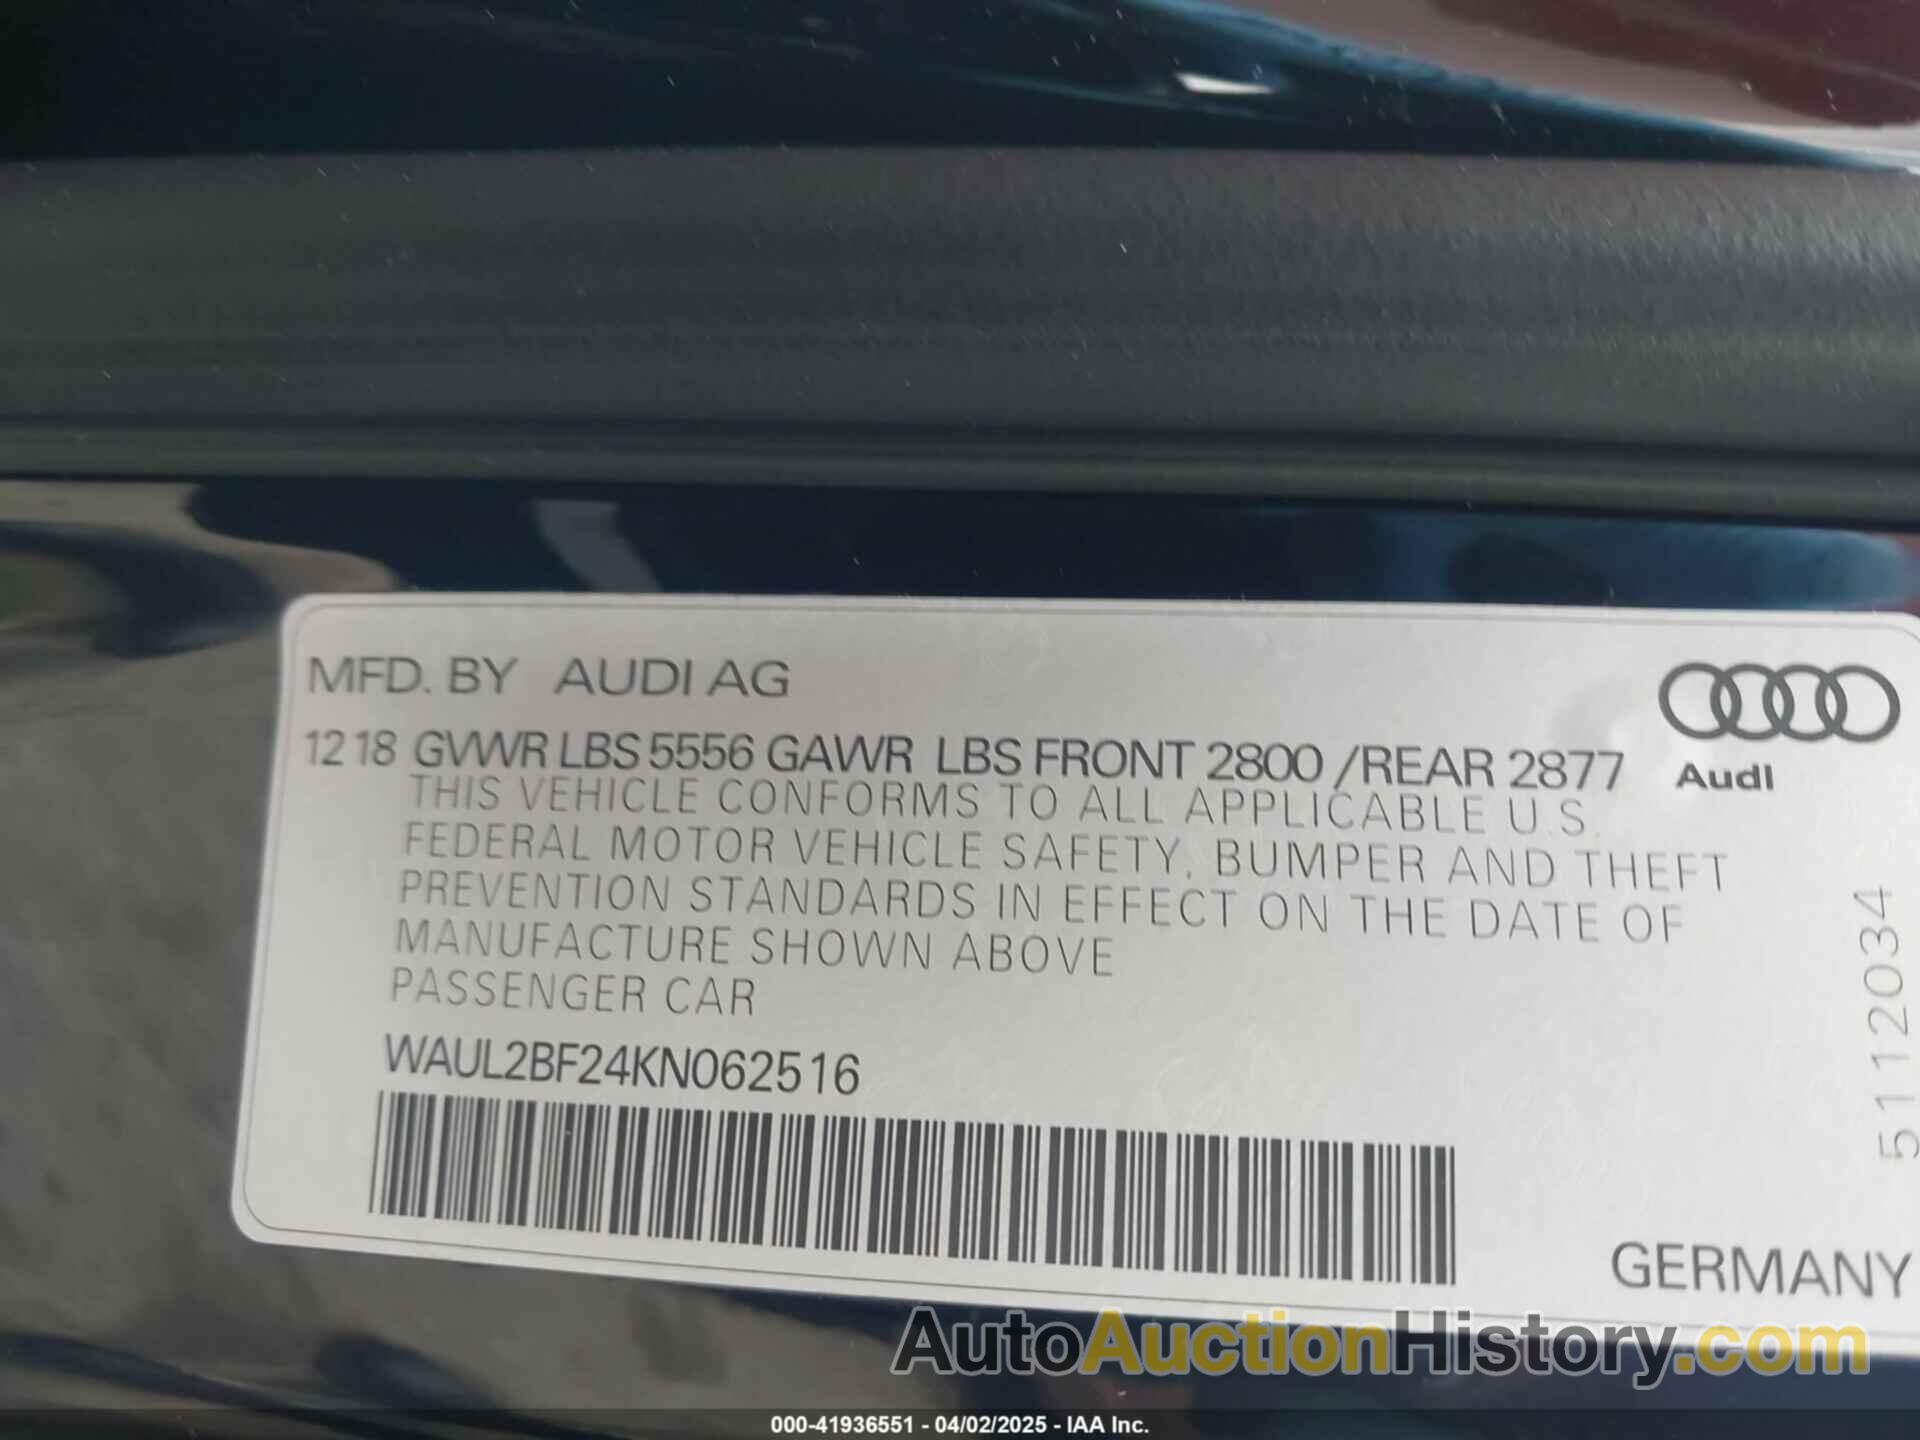 MFD. BY AUDI AG
1218 GVWR LBS 5556 GAWR LBS FRONT 2800 /REAR 2877
Audi
THIS VEHICLE CONFORMS TO ALL APPLICABLE U.S.
FEDERAL MOTOR VEHICLE SAFETY, BUMPER AND THEFT
PREVENTION STANDARDS IN EFFECT ON THE DATE OF
MANUFACTURE SHOWN ABOVE
PASSENGER CAR
WAUL2BF24KN062516
5112034
GERMANY
AutoAuctionHistory.com
000-41936551 - 04/02/2025 - IAA Inc.